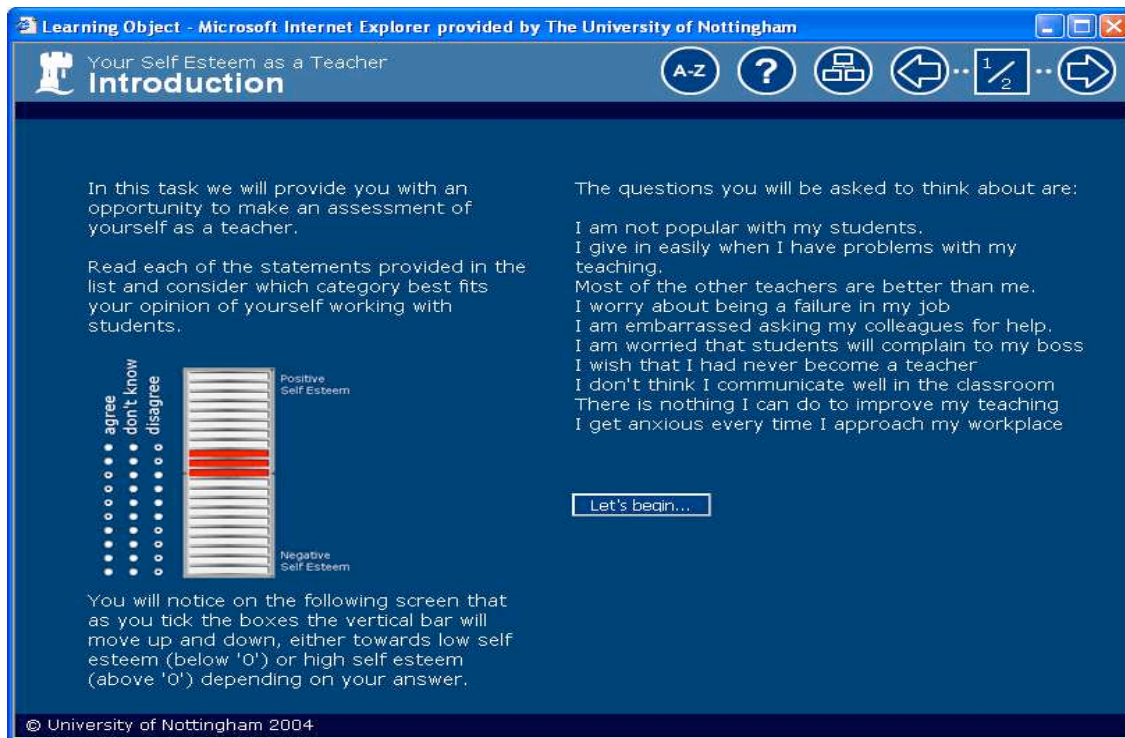 Learning Object - Microsoft Internet Explorer provided by The University of Nottingham
Your Self Esteem as a Teacher
Introduction
A-Z
?
1/2
In this task we will provide you with an
opportunity to make an assessment of
yourself as a teacher.
Read each of the statements provided in the
list and consider which category best fits
your opinion of yourself working with
students.
agree
don't know
disagree
Positive
Self Esteem
Negative
Self Esteem
You will notice on the following screen that
as you tick the boxes the vertical bar will
move up and down, either towards low self
esteem (below '0') or high self esteem
(above '0') depending on your answer.
The questions you will be asked to think about are:
I am not popular with my students.
I give in easily when I have problems with my
teaching.
Most of the other teachers are better than me.
I worry about being a failure in my job
I am embarrassed asking my colleagues for help.
I am worried that students will complain to my boss
I wish that I had never become a teacher
I don't think I communicate well in the classroom
There is nothing I can do to improve my teaching
I get anxious every time I approach my workplace
Let's begin...
© University of Nottingham 2004